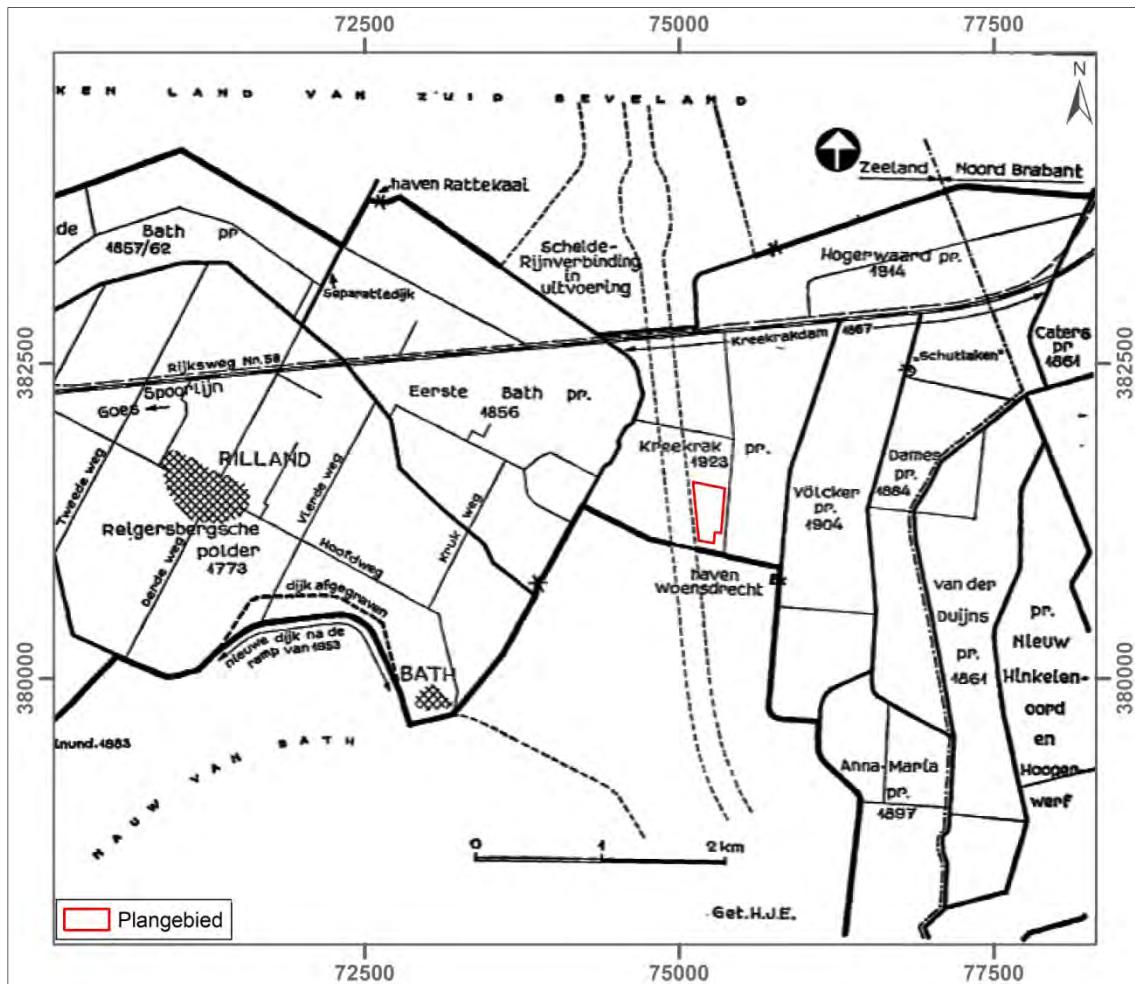 72500 75000 77500
N
KEN LAND VAN ZUID BEVELAND
haven Rattekaai
Zeeland Noord Brabant
de Bath pr
1857/62
Schelde-
Rijnverbinding
in
uitvoering
Hogerwaard pr.
1914
Separatiedijk
Kreekrakdam 1867
382500
Rijksweg Nr. 58
"Schutlaken"
Caters
pr
1861
382500
Spoorlijn
Goes
Eerste Bath pr.
1856
Kreekrak pr.
1923
Dames
pr.
1884
RILLAND
Tweede weg
Vierde weg
Völcker
pr.
1904
Reigersbergsche
polder
1773
Derde weg
Hoofdweg
Kruk weg
haven
Woensdrecht
van der
Duijns
pr.
1861
pr.
Nieuw
Hinkelen-
oord
en
Hooger
werf
dijk afgegraven
nieuwe dijk na de
ramp van 1953
380000
BATH
380000
Inund. 1883
NAUW VAN BATH
Anna-Maria
pr.
1897
0 1 2 km
Get. H.J.E.
Plangebied
72500 75000 77500